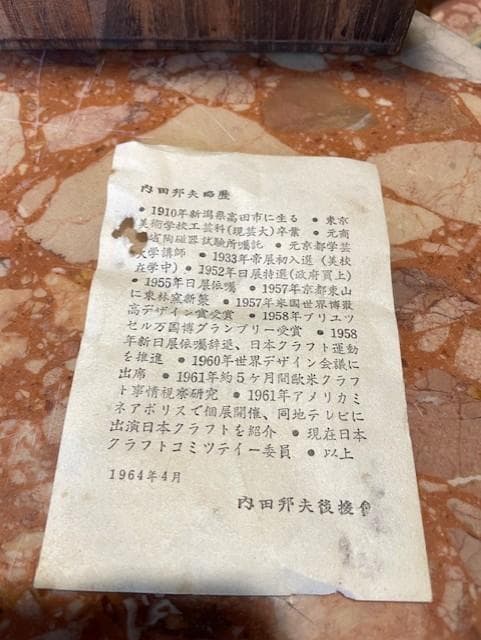 内田邦夫略歴
● 1910年新潟県高田市に生る ● 東京
美術学校工芸科(現芸大)卒業 ● 元商
省陶磁器試験所嘱託 ● 元京都学芸
大学講師 ● 1933年帝展初入選(美校
在学中) ● 1952年日展特選(政府買上)
● 1955年日展依嘱 ● 1957年京都東山
に東林窯新築 ● 1957年米国世界博最
高デザイン賞受賞 ● 1958年ブリユツ
セル万国博グランプリー受賞 ● 1958
年新日展依嘱辞退、日本クラフト運動
を推進 ● 1960年世界デザイン会議に
出席 ● 1961年約5ケ月間欧米クラフ
ト事情視察研究 ● 1961年アメリカミ
ネアポリスで個展開催、同地テレビに
出演日本クラフトを紹介 ● 現在日本
クラフトコミツテイー委員 ● 以上
1964年4月
内田邦夫後援会